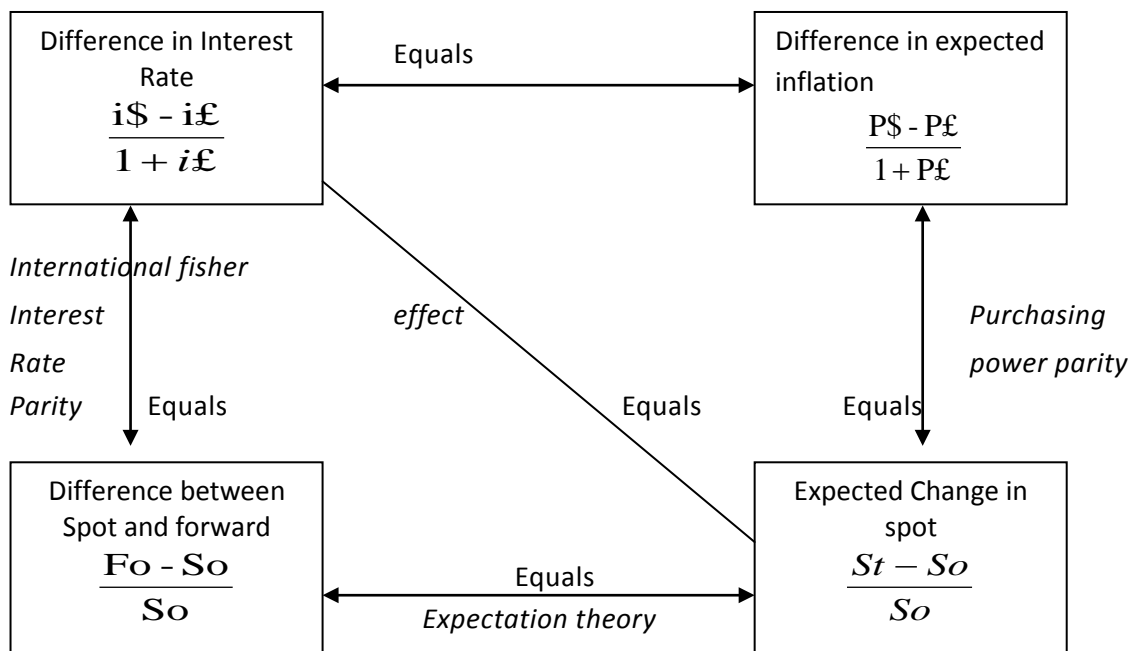 Difference in Interest
Rate
i$ - i£
1 + i£
Equals
Difference in expected
inflation
P$ - P£
1 + P£
International fisher
Interest
Rate
Parity
Equals
effect
Equals
Purchasing
power parity
Equals
Difference between
Spot and forward
Fo - So
So
Equals
Expectation theory
Expected Change in
spot
St − So
So